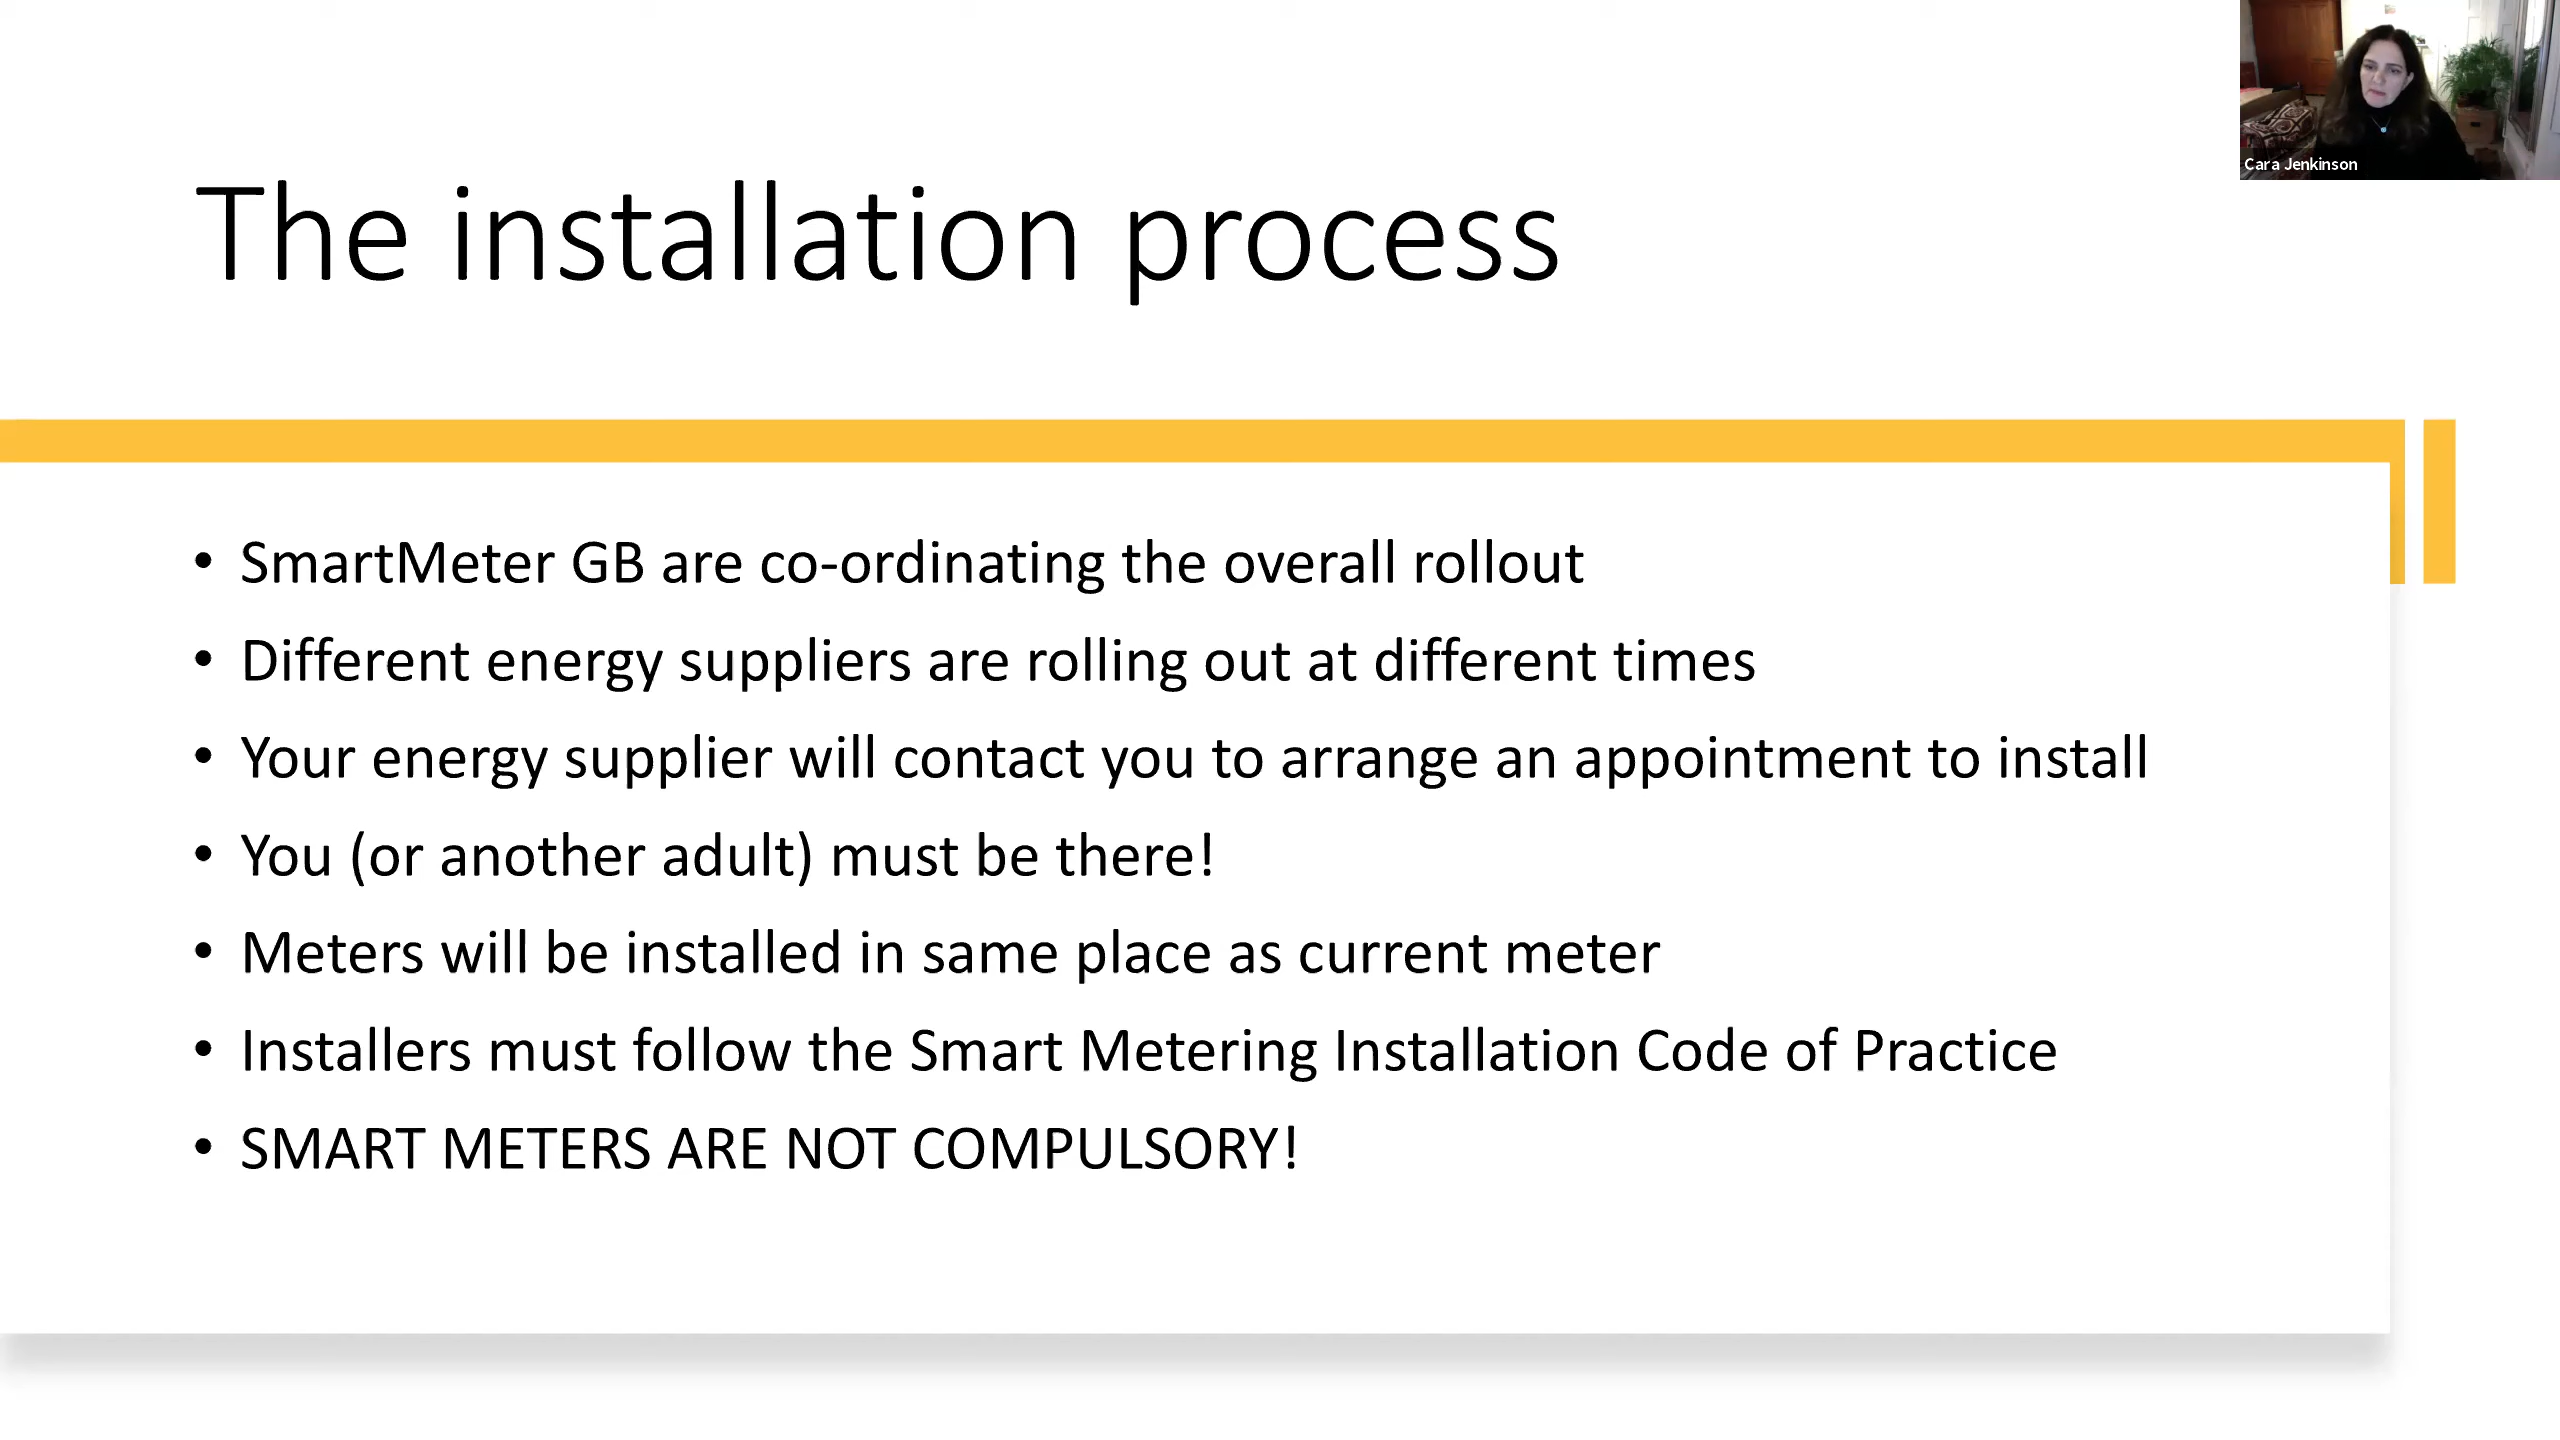 Cara Jenkinson
The installation process
• SmartMeter GB are co-ordinating the overall rollout
• Different energy suppliers are rolling out at different times
• Your energy supplier will contact you to arrange an appointment to install
• You (or another adult) must be there!
• Meters will be installed in same place as current meter
• Installers must follow the Smart Metering Installation Code of Practice
• SMART METERS ARE NOT COMPULSORY!